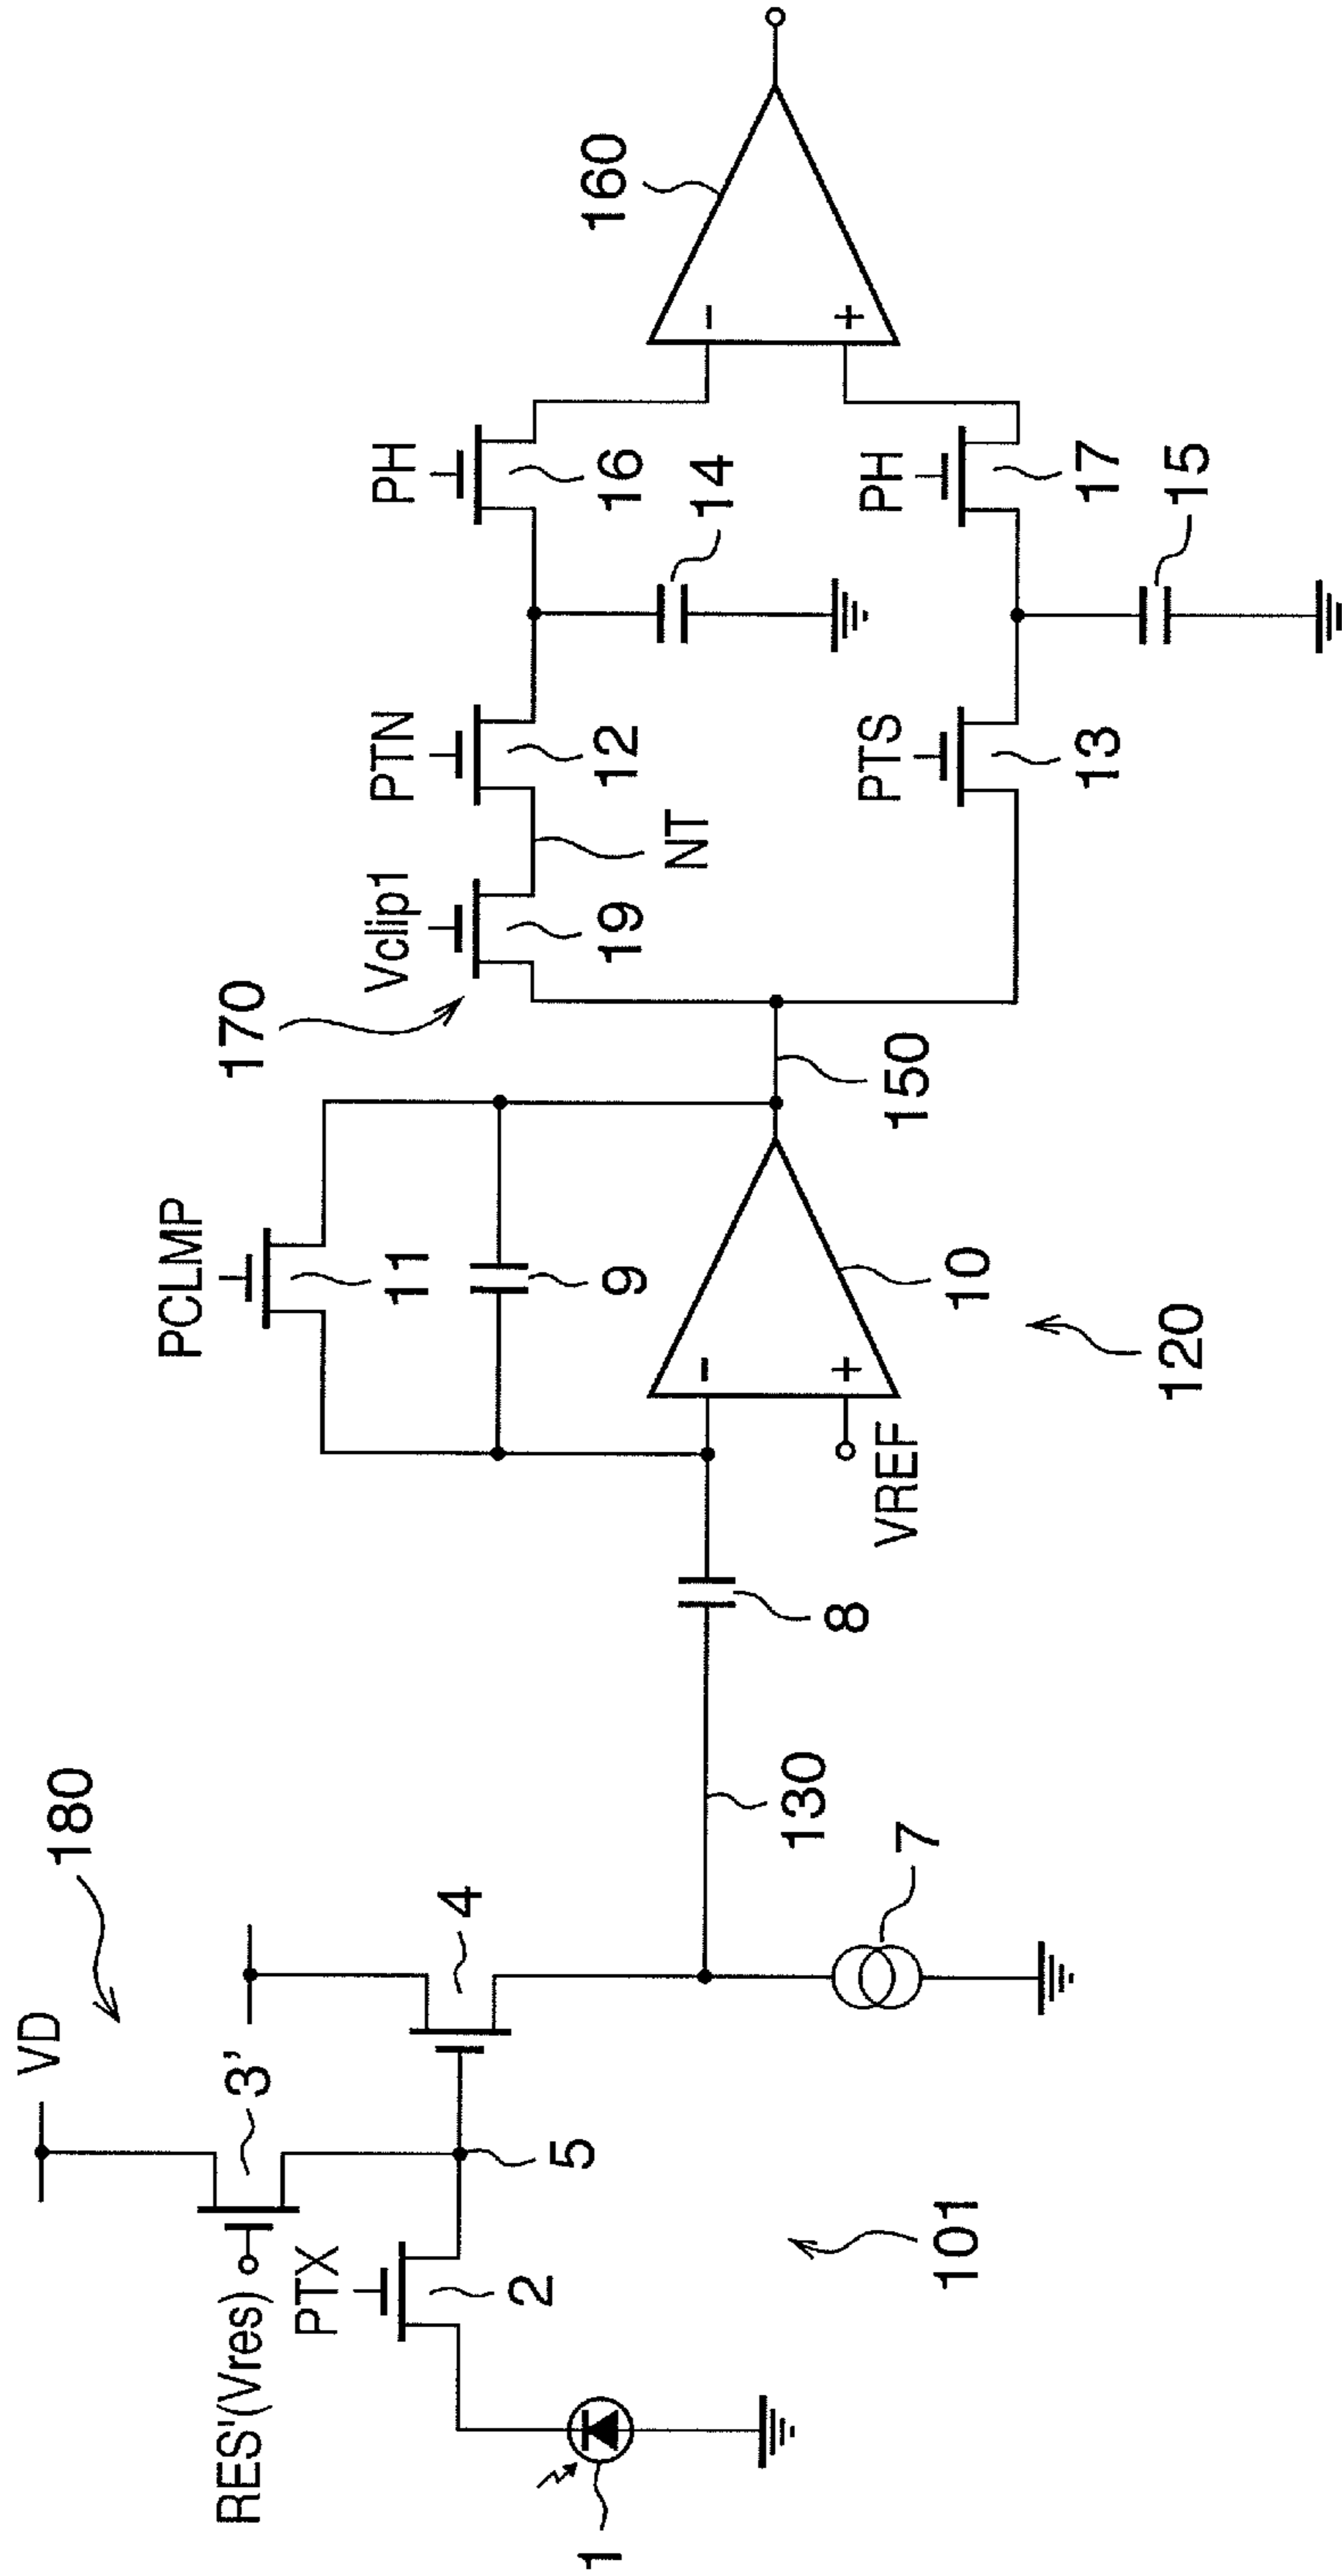 VD
180
3'
RES'(Vres)
PTX
2
5
4
1
101
130
7
8
PCLMP
11
9
-
+
VREF
10
120
150
170
Vclip1
19
NT
PTN
12
PH
16
14
PTS
13
PH
17
15
160
-
+